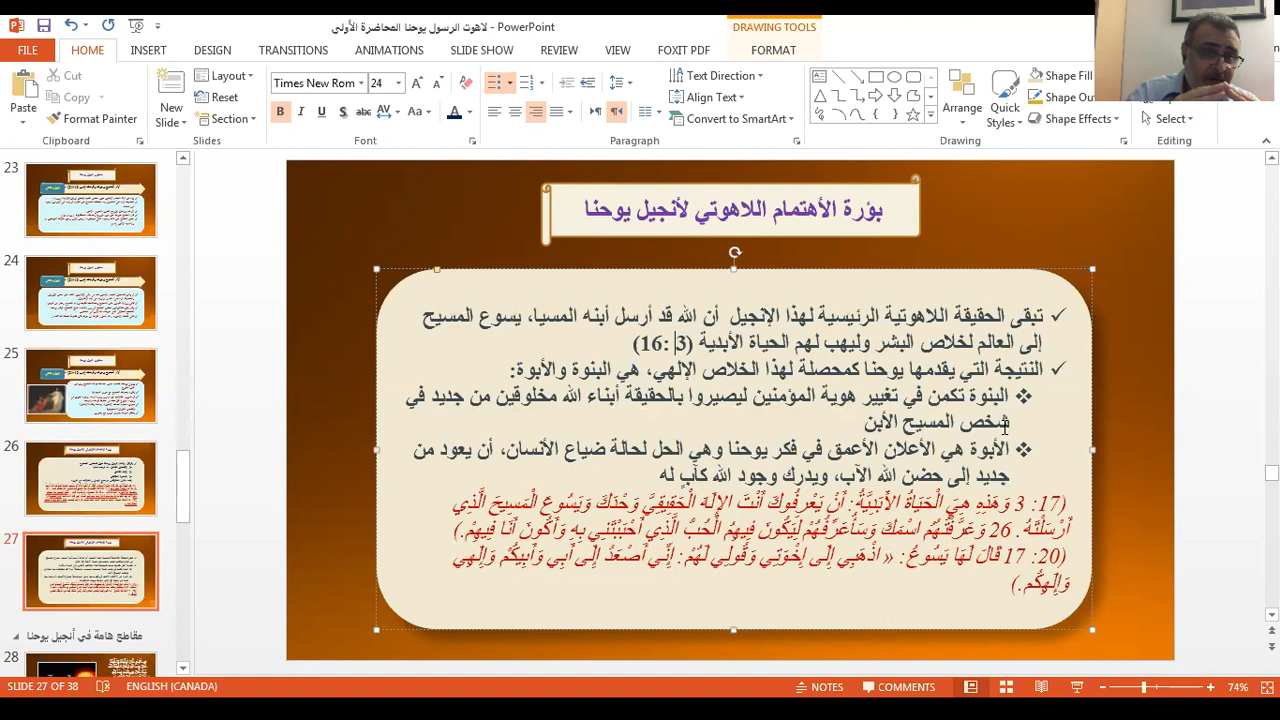 لاهوت الرسول يوحنا المحاضرة الأولى - PowerPoint
DRAWING TOOLS
FILE
HOME
INSERT
DESIGN
TRANSITIONS
ANIMATIONS
SLIDE SHOW
REVIEW
VIEW
FOXIT PDF
FORMAT
Paste
Cut
Copy
Format Painter
Clipboard
New Slide
Layout
Reset
Section
Slides
Times New Rom
24
Font
Paragraph
Text Direction
Align Text
Convert to SmartArt
Arrange
Quick Styles
Shape Fill
Shape Effects
Drawing
Select
Editing
23
24
25
26
27
مقاطع هامة في أنجيل يوحنا
28
بؤرة الأهتمام اللاهوتي لأنجيل يوحنا
تبقى الحقيقة اللاهوتية الرئيسية لهذا الإنجيل أن الله قد أرسل أبنه المسيا، يسوع المسيح
إلى العالم لخلاص البشر وليهب لهم الحياة الأبدية (3 :16)
النتيجة التي يقدمها يوحنا كمحصلة لهذا الخلاص الإلهي، هي البنوة والأبوة:
البنوة تكمن في تغيير هوية المؤمنين ليصيروا بالحقيقة أبناء الله مخلوقين من جديد في
شخص المسيح الأبن
الأبوة هي الأعلان الأعمق في فكر يوحنا وهي الحل لحالة ضياع الأنسان، أن يعود من
جديد إلى حضن الله الآب، ويدرك وجود الله كآبٍ له
(17: 3 وَهَذِهِ هِيَ الْحَيَاةُ الأَبَدِيَّةُ: أَنْ يَعْرِفُوكَ أَنْتَ الإِلَهَ الْحَقِيقِيَّ وَحْدَكَ وَيَسُوعَ الْمَسِيحَ الَّذِي
أَرْسَلْتَهُ. 26 وَعَرَّفْتُهُمُ اسْمَكَ وَسَأُعَرِّفُهُمْ لِيَكُونَ فِيهِمُ الْحُبُّ الَّذِي أَحْبَبْتَنِي بِهِ وَأَكُونَ أَنَا فِيهِمْ.)
(20: 17 قَالَ لَهَا يَسُوعُ: « اذْهَبِي إِلَى إِخْوَتِي وَقُولِي لَهُمْ: إِنِّي أَصْعَدُ إِلَى أَبِي وَأَبِيكُمْ وَإِلَهِي
وَإِلَهِكُم.)
SLIDE 27 OF 38
ENGLISH (CANADA)
NOTES
COMMENTS
74%